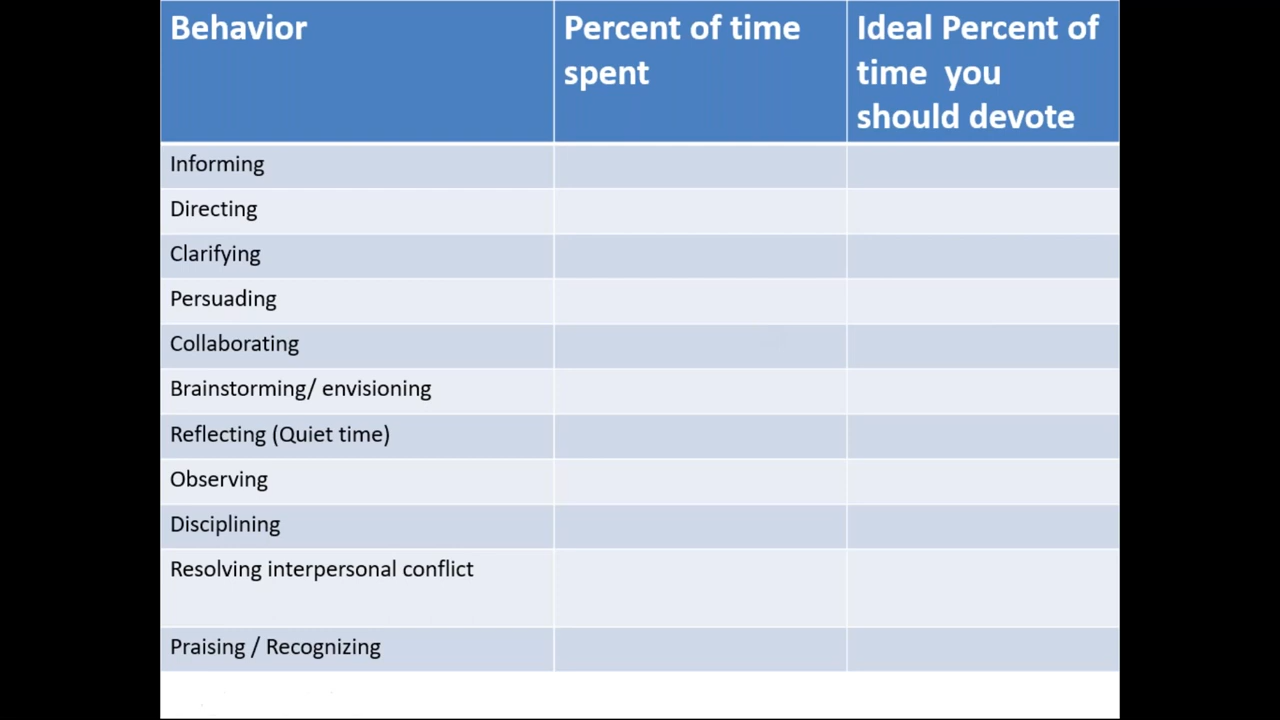 Behavior
Percent of time
spent
Ideal Percent of
time you
should devote
Informing
Directing
Clarifying
Persuading
Collaborating
Brainstorming/ envisioning
Reflecting (Quiet time)
Observing
Disciplining
Resolving interpersonal conflict
Praising / Recognizing